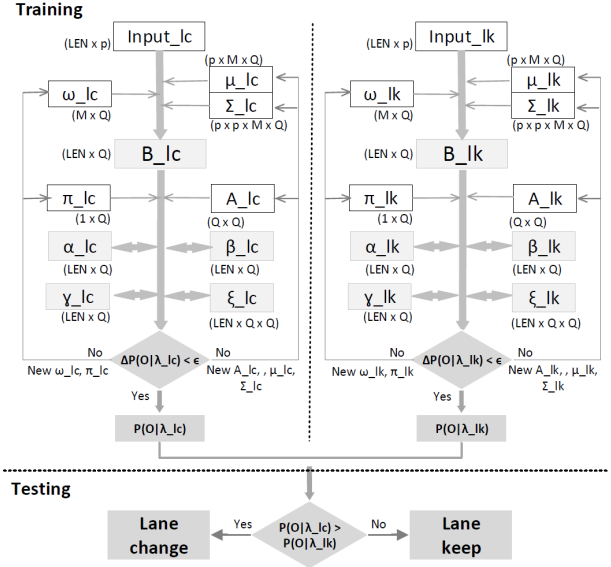 Training
Input_lc
(LEN x p)
(p x M x Q)
μ_lc
ω_lc
Σ_lc
(M x Q)
(p x p x M x Q)
B_lc
(LEN x Q)
π_lc
A_lc
(1 x Q)
(Q x Q)
α_lc
β_lc
(LEN x Q)
(LEN x Q)
γ_lc
ξ_lc
(LEN x Q)
(LEN x Q x Q)
No
ΔP(O|λ_lc) < ϵ
No
New ω_lc, π_lc
New A_lc, , μ_lc,
Σ_lc
Yes
P(O|λ_lc)
Input_lk
(LEN x p)
(p x M x Q)
μ_lk
ω_lk
Σ_lk
(M x Q)
(p x p x M x Q)
B_lk
(LEN x Q)
π_lk
A_lk
(1 x Q)
(Q x Q)
α_lk
β_lk
(LEN x Q)
(LEN x Q)
γ_lk
ξ_lk
(LEN x Q)
(LEN x Q x Q)
No
ΔP(O|λ_lk) < ϵ
No
New ω_lk, π_lk
New A_lk, , μ_lk,
Σ_lk
Yes
P(O|λ_lk)
Testing
Lane
change
Yes
P(O|λ_lc) >
P(O|λ_lk)
No
Lane
keep